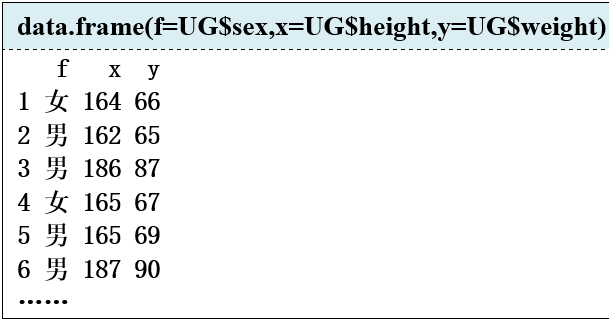 data.frame(f=UG$sex,x=UG$height,y=UG$weight)
f x y
1 女 164 66
2 男 162 65
3 男 186 87
4 女 165 67
5 男 165 69
6 男 187 90
……